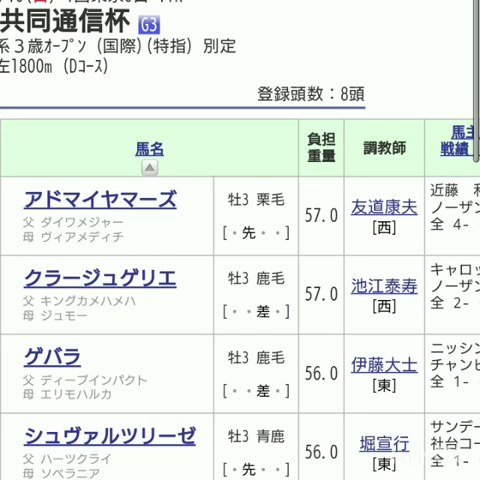 共同通信杯 G3
系３歳ｵｰﾌﾟﾝ (国際)(特指) 別定
左1800m (Dコース)
登録頭数：8頭
馬名 負担重量 調教師 馬主 戦績
アドマイヤマーズ 牡3 栗毛 57.0 友道康夫 近藤
父 ダイワメジャー ノーザン
母 ヴィアメディチ [・先・・] [西] 全 4-
クラージュゲリエ 牡3 鹿毛 57.0 池江泰寿 キャロッ
父 キングカメハメハ ノーザン
母 ジュモー [・・差・] [西] 全 2-
ゲバラ 牡3 鹿毛 56.0 伊藤大士 ニッシン
父 ディープインパクト チャンピ
母 エリモハルカ [・・差・] [東] 全 1-
シュヴァルツリーゼ 牡3 青鹿 56.0 堀宣行 サンデー
父 ハーツクライ 社台コー
母 ソベラニア [・先・・] [東] 全 1-